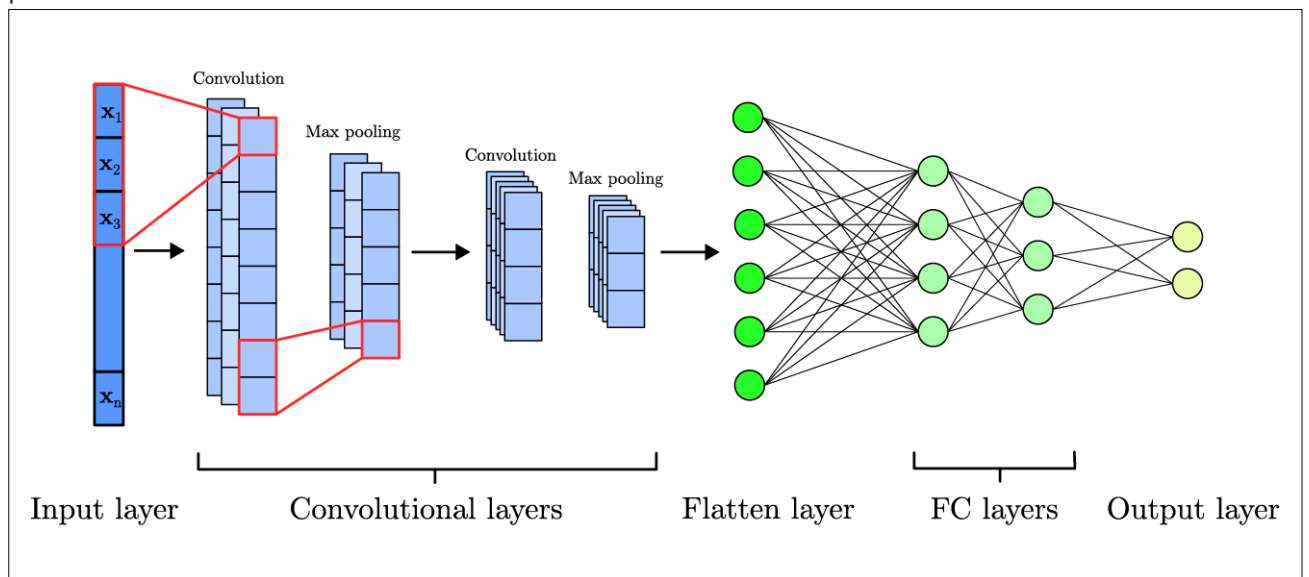 Convolution
x1
x2
x3
xn
Max pooling
Convolution
Max pooling
Input layer
Convolutional layers
Flatten layer
FC layers
Output layer